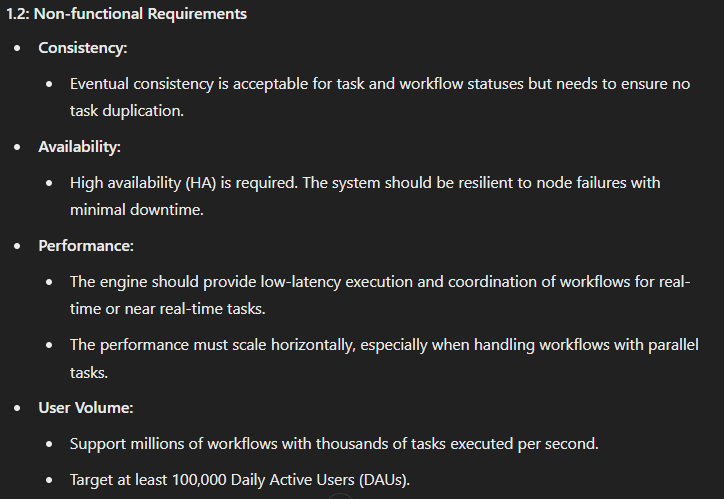 1.2: Non-functional Requirements
• Consistency:
• Eventual consistency is acceptable for task and workflow statuses but needs to ensure no
task duplication.
• Availability:
• High availability (HA) is required. The system should be resilient to node failures with
minimal downtime.
• Performance:
• The engine should provide low-latency execution and coordination of workflows for real-
time or near real-time tasks.
• The performance must scale horizontally, especially when handling workflows with parallel
tasks.
• User Volume:
• Support millions of workflows with thousands of tasks executed per second.
• Target at least 100,000 Daily Active Users (DAUs).